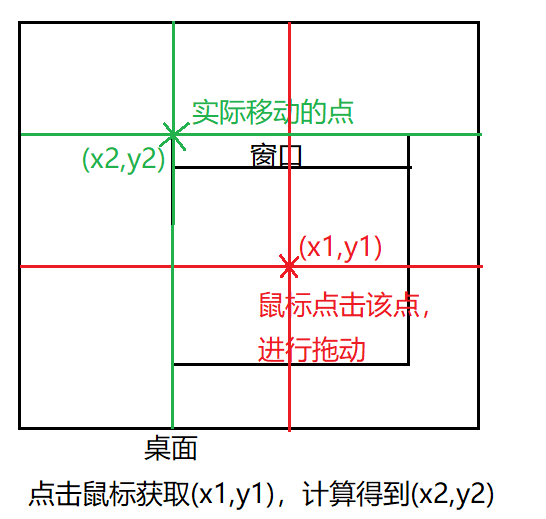 实际移动的点
(x2,y2)
窗口
(x1,y1)
鼠标点击该点，
进行拖动
桌面
点击鼠标获取(x1,y1)，计算得到(x2,y2)